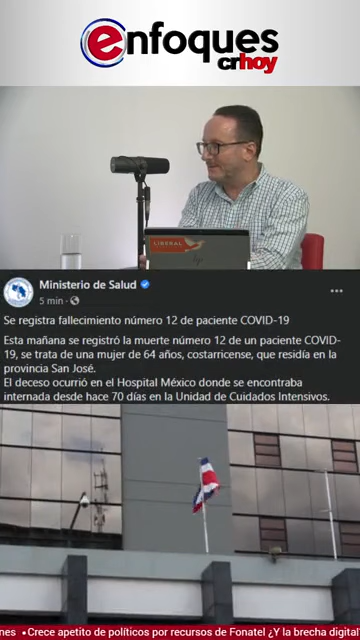 enfoques
crhoy
LIBERAL
hp
Ministerio de Salud
5 min ·
Se registra fallecimiento número 12 de paciente COVID-19
Esta mañana se registró la muerte número 12 de un paciente COVID-
19, se trata de una mujer de 64 años, costarricense, que residía en la
provincia San José.
El deceso ocurrió en el Hospital México donde se encontraba
internada desde hace 70 días en la Unidad de Cuidados Intensivos.
nes • Crece apetito de políticos por recursos de Fonatel ¿Y la brecha digital